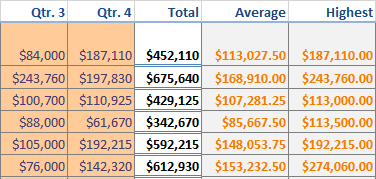 Qtr. 3 Qtr. 4 Total Average Highest
$84,000 $187,110 $452,110 $113,027.50 $187,110.00
$243,760 $197,830 $675,640 $168,910.00 $243,760.00
$100,700 $110,925 $429,125 $107,281.25 $113,000.00
$88,000 $61,670 $342,670 $85,667.50 $113,500.00
$105,000 $192,215 $592,215 $148,053.75 $192,215.00
$76,000 $142,320 $612,930 $153,232.50 $274,060.00